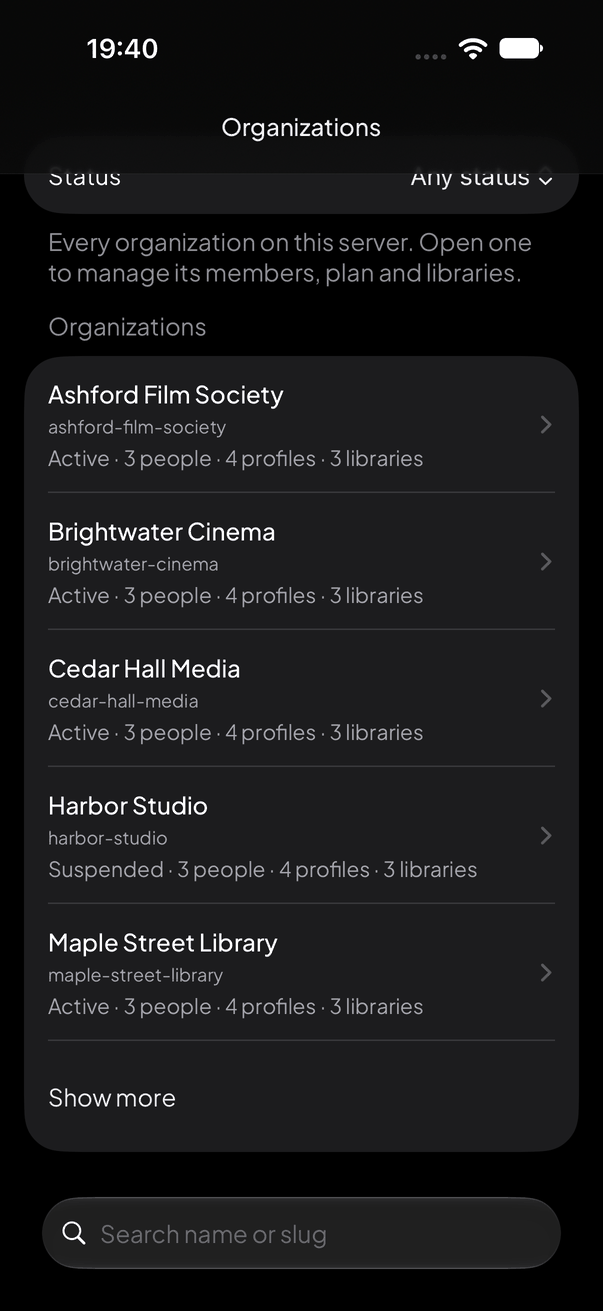 19:40
Organizations
Status
Any status
Every organization on this server. Open one
to manage its members, plan and libraries.
Organizations
Ashford Film Society
ashford-film-society
Active · 3 people · 4 profiles · 3 libraries
Brightwater Cinema
brightwater-cinema
Active · 3 people · 4 profiles · 3 libraries
Cedar Hall Media
cedar-hall-media
Active · 3 people · 4 profiles · 3 libraries
Harbor Studio
harbor-studio
Suspended · 3 people · 4 profiles · 3 libraries
Maple Street Library
maple-street-library
Active · 3 people · 4 profiles · 3 libraries
Show more
Search name or slug